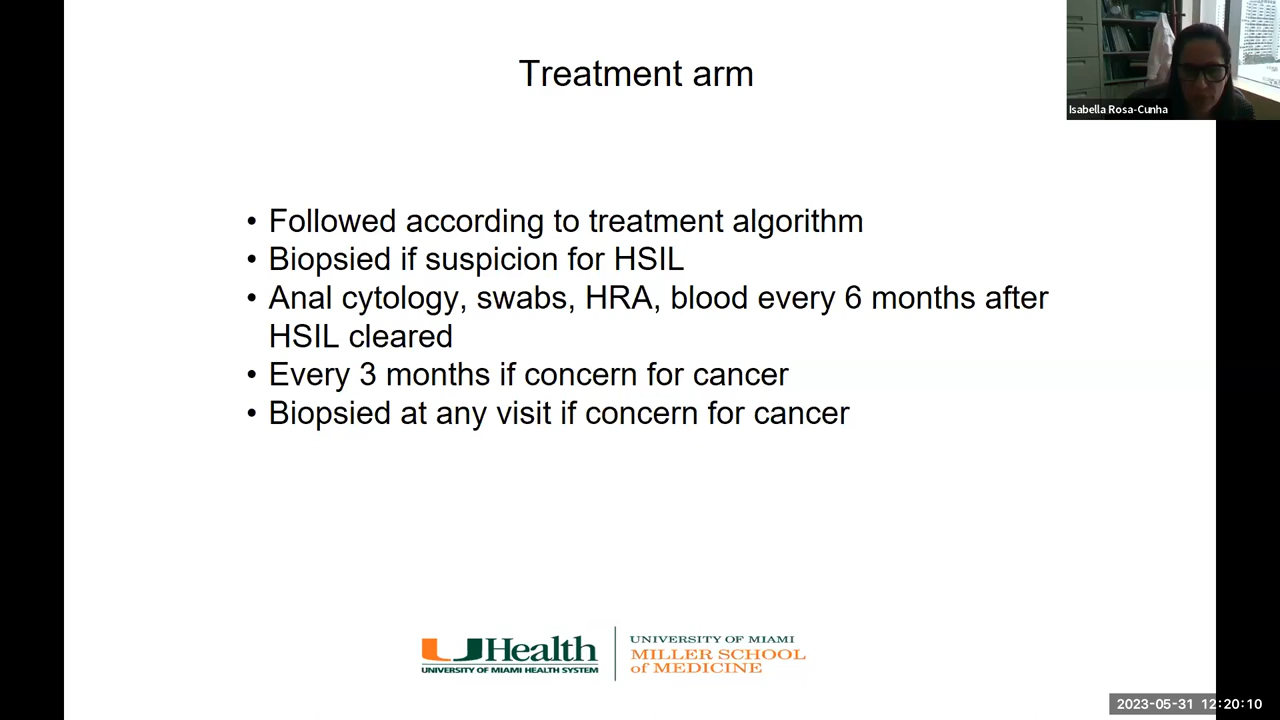 Treatment arm
Isabella Rosa-Cunha
• Followed according to treatment algorithm
• Biopsied if suspicion for HSIL
• Anal cytology, swabs, HRA, blood every 6 months after
HSIL cleared
• Every 3 months if concern for cancer
• Biopsied at any visit if concern for cancer
UHealth
UNIVERSITY OF MIAMI HEALTH SYSTEM
UNIVERSITY OF MIAMI
MILLER SCHOOL
of MEDICINE
2023-05-31 12:20:10